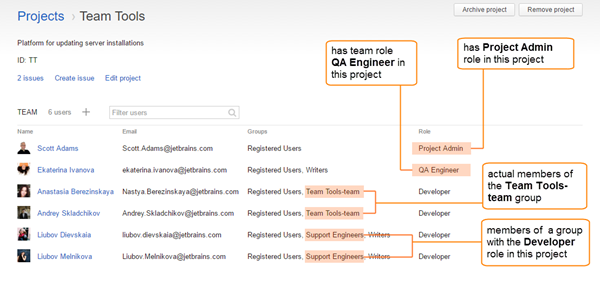 Projects › Team Tools
Archive project
Remove project
Platform for updating server installations
ID: TT
2 issues Create issue Edit project
has team role
QA Engineer in
this project
has Project Admin
role in this project
TEAM 6 users + Filter users
Name Email Groups Role
Scott Adams Scott.Adams@jetbrains.com Registered Users Project Admin
Ekaterina Ivanova ekaterina.ivanova@jetbrains.com Registered Users, Writers QA Engineer
Anastasia Berezinskaya Nastya.Berezinskaya@jetbrains.com Registered Users, Team Tools-team Developer
Andrey Skladchikov Andrey.Skladchikov@jetbrains.com Registered Users, Team Tools-team Developer
Liubov Dievskaia liubov.dievskaia@jetbrains.com Registered Users, Support Engineers, Writers Developer
Liubov Melnikova Liubov.Melnikova@jetbrains.com Registered Users, Support Engineers, Writers Developer
actual members of
the Team Tools-
team group
members of a group
with the Developer
role in this project